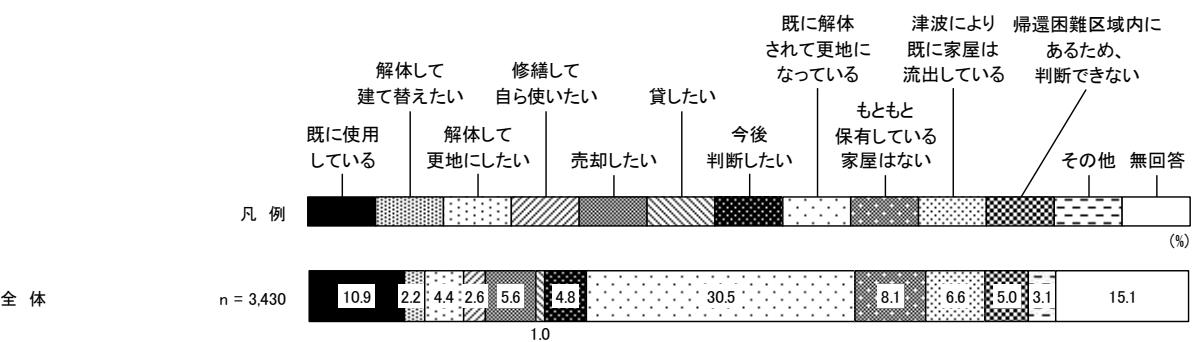 既に解体
されて更地に
なっている
津波により
既に家屋は
流出している
帰還困難区域内に
あるため、
判断できない
解体して
建て替えたい
修繕して
自ら使いたい
貸したい
もともと
保有している
家屋はない
既に使用
している
解体して
更地にしたい
売却したい
今後
判断したい
その他
無回答
凡 例
(%)
全 体
n = 3,430
10.9
2.2
4.4
2.6
5.6
4.8
30.5
8.1
6.6
5.0
3.1
15.1
1.0